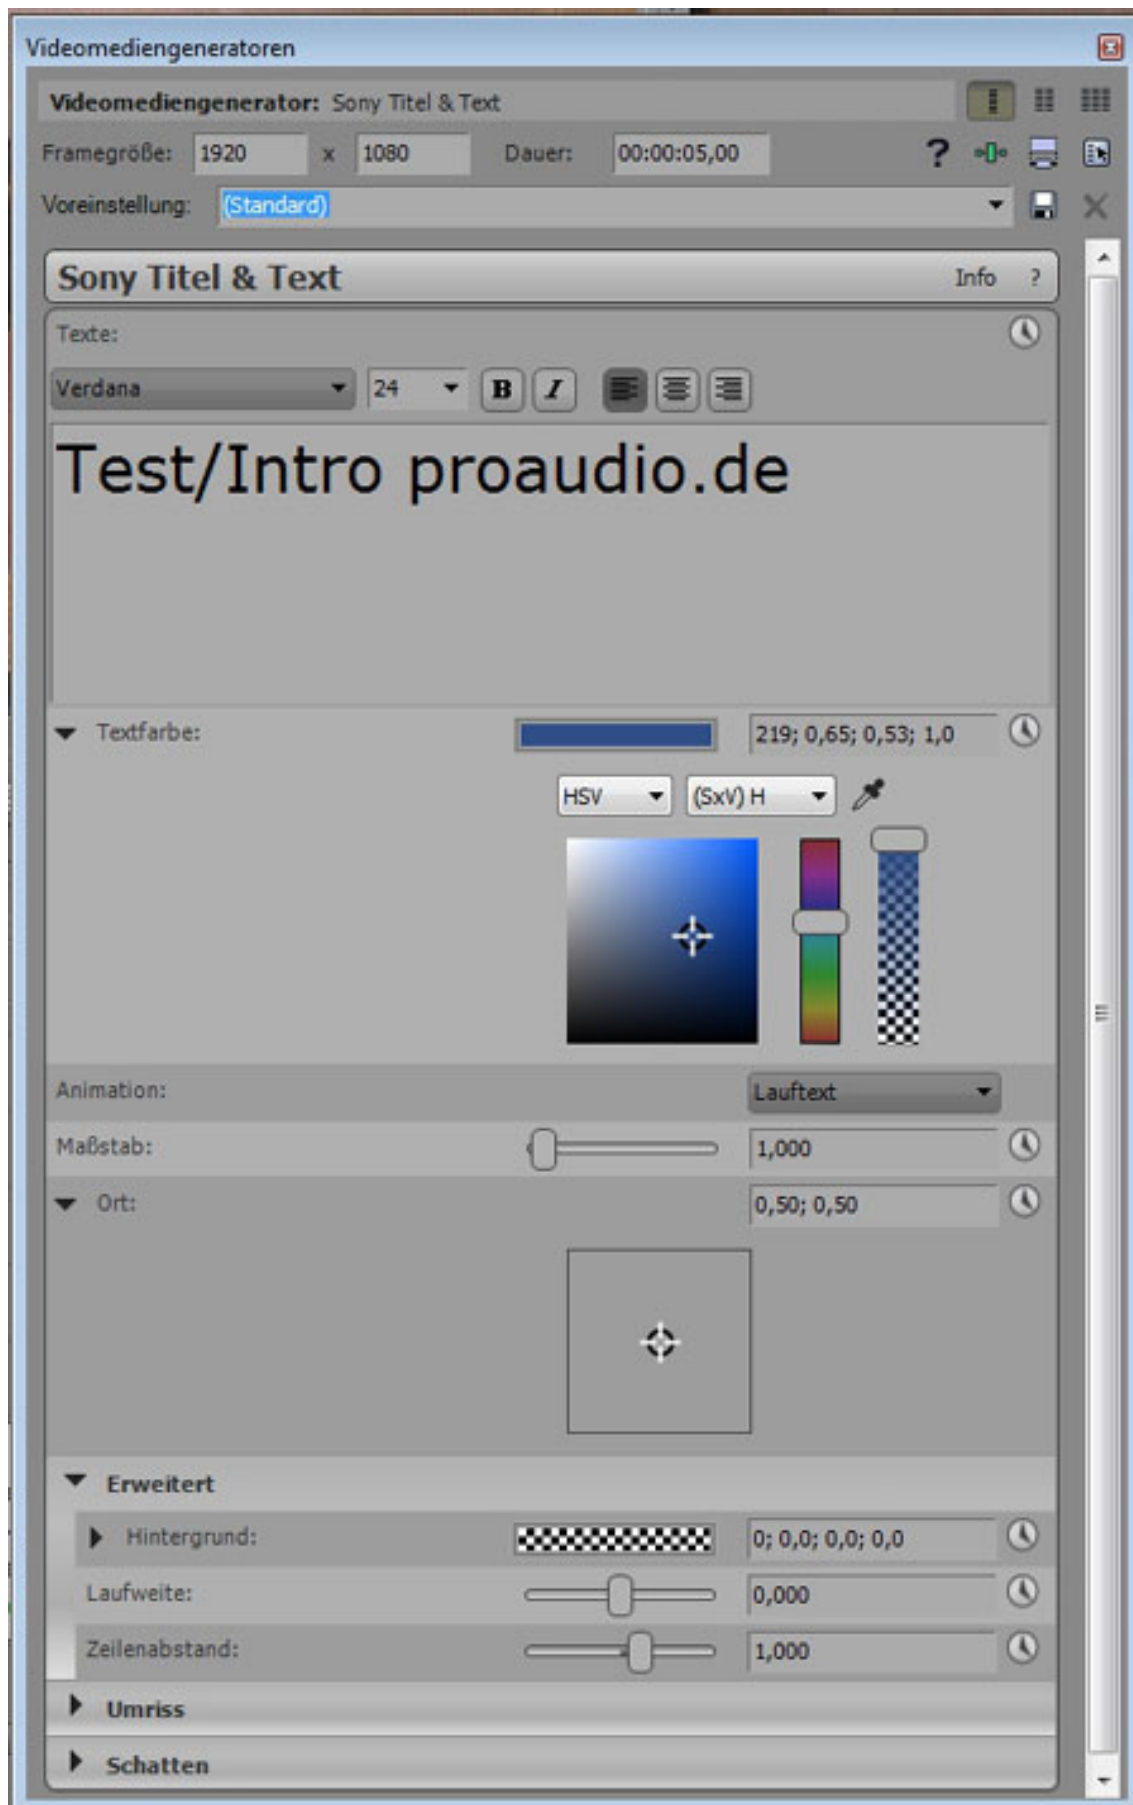 Videomediengeneratoren
Videomediengenerator: Sony Titel & Text
Framegröße: 1920 x 1080 Dauer: 00:00:05,00 ?
Voreinstellung: (Standard)
Sony Titel & Text Info ?
Texte:
Verdana 24 B I
Test/Intro proaudio.de
Textfarbe: 219; 0,65; 0,53; 1,0
HSV (SxV) H
Animation: Lauftext
Maßstab: 1,000
Ort: 0,50; 0,50
Erweitert
Hintergrund: 0; 0,0; 0,0; 0,0
Laufweite: 0,000
Zeilenabstand: 1,000
Umriss
Schatten